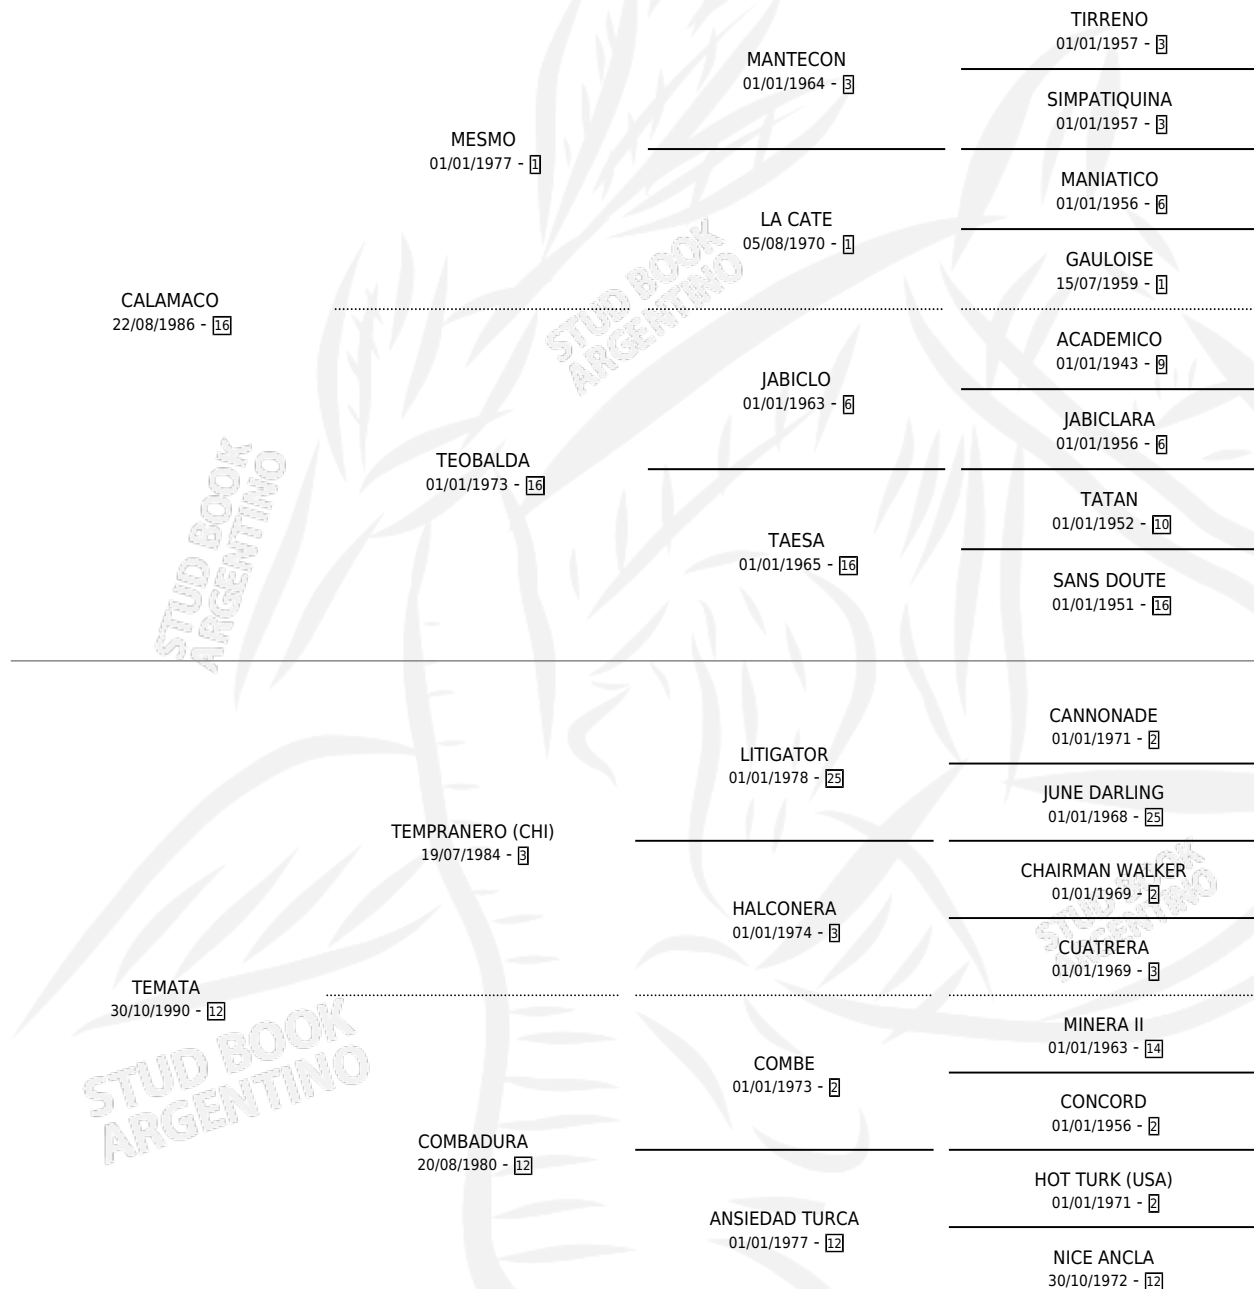 TIRRENO
01/01/1957 - 3
MANTECON
01/01/1964 - 3
SIMPATIQUINA
01/01/1957 - 3
MESMO
01/01/1977 - 1
MANIATICO
01/01/1956 - 6
LA CATE
05/08/1970 - 1
GAULOISE
15/07/1959 - 1
CALAMACO
22/08/1986 - 16
ACADEMICO
01/01/1943 - 9
JABICLO
01/01/1963 - 6
JABICLARA
01/01/1956 - 6
TEOBALDA
01/01/1973 - 16
TATAN
01/01/1952 - 10
TAESA
01/01/1965 - 16
SANS DOUTE
01/01/1951 - 16
CANNONADE
01/01/1971 - 2
LITIGATOR
01/01/1978 - 25
JUNE DARLING
01/01/1968 - 25
TEMPRANERO (CHI)
19/07/1984 - 3
CHAIRMAN WALKER
01/01/1969 - 2
HALCONERA
01/01/1974 - 3
CUATRERA
01/01/1969 - 3
TEMATA
30/10/1990 - 12
MINERA II
01/01/1963 - 14
COMBE
01/01/1973 - 2
CONCORD
01/01/1956 - 2
COMBADURA
20/08/1980 - 12
HOT TURK (USA)
01/01/1971 - 2
ANSIEDAD TURCA
01/01/1977 - 12
NICE ANCLA
30/10/1972 - 12
STUD BOOK
ARGENTINO
STUD BOOK
ARGENTINO
STUD BOOK
ARGENTINO
STUD BOOK
ARGENTINO